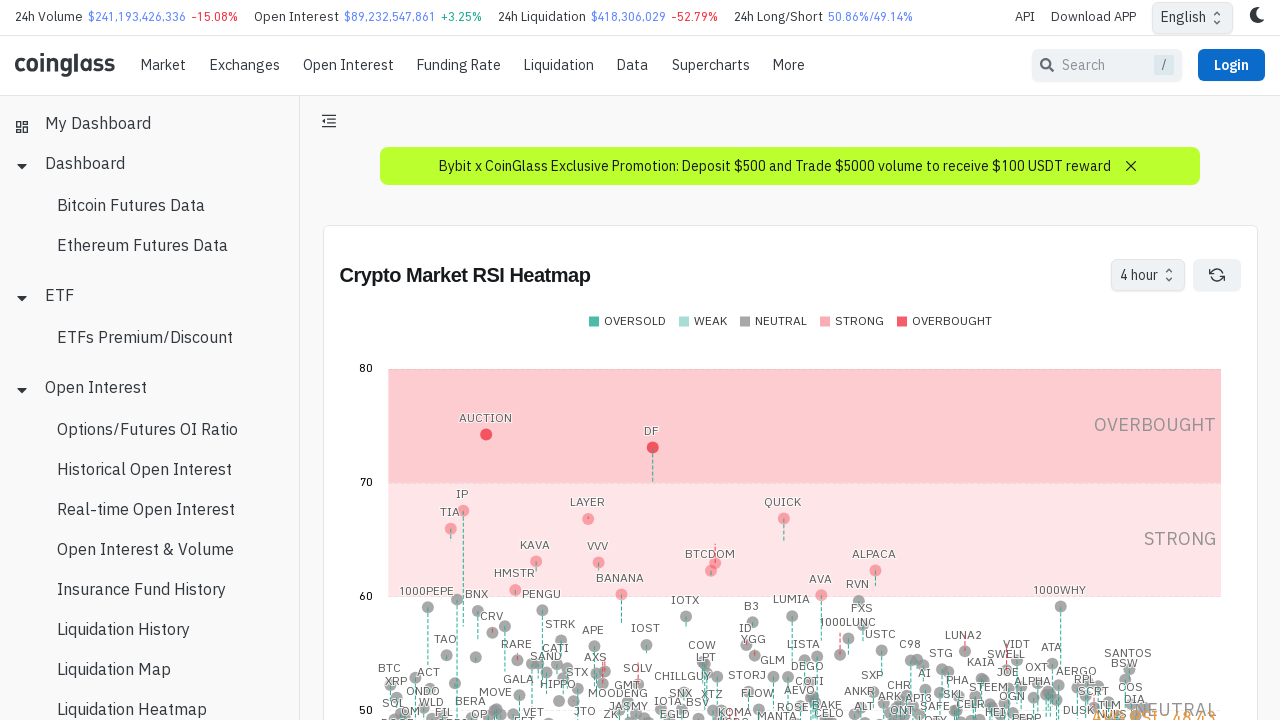 24h Volume $241,193,426,336 -15.08% Open Interest $89,232,547,861 +3.25% 24h Liquidation $418,306,029 -52.79% 24h Long/Short 50.86%/49.14% API Download APP English
coinglass Market Exchanges Open Interest Funding Rate Liquidation Data Supercharts More Search / Login
My Dashboard
Dashboard
Bitcoin Futures Data
Ethereum Futures Data
ETF
ETFs Premium/Discount
Open Interest
Options/Futures OI Ratio
Historical Open Interest
Real-time Open Interest
Open Interest & Volume
Insurance Fund History
Liquidation History
Liquidation Map
Liquidation Heatmap
Bybit x CoinGlass Exclusive Promotion: Deposit $500 and Trade $5000 volume to receive $100 USDT reward
Crypto Market RSI Heatmap 4 hour
OVERSOLD WEAK NEUTRAL STRONG OVERBOUGHT
80
AUCTION
OVERBOUGHT
DF
70
IP
LAYER QUICK
TIA
STRONG
KAVA VVV
BTCDOM ALPACA
HMSTR BANANA AVA
RVN
1000PEPE BNX PENGU 1000WHY
60
IOTX LUMIA
B3 FXS
CRV STRK 1000LUNC
APE IOST ID
USTC LUNA2
TAO YGG
RARE CATI COW LISTA C98 VIDT ATA
SAND AXS LPT GLM STG SWELL SANTOS
BTC ACT STX SOLV DEGO KAIA OXT BSW
XRP GALA CHILLGUY STORJ SXP AI JOE AERGO
HIPPO GMT COTI PHA ALPHA RPL
ONDO MOVE MOODENG SNX XTZ FLOW AEVO ANKR CHR STEEM COS
SOL WLD BERA JASMY IOTA BSV ROSE BAKE ARK API3 SKL OGN SCRT
CELR TLM DIA
OM FIL OP VET JTO ZK EGLD MANTA CELO ALT ONT SAFE HEI PERP DUSK
50 NEUTRAL